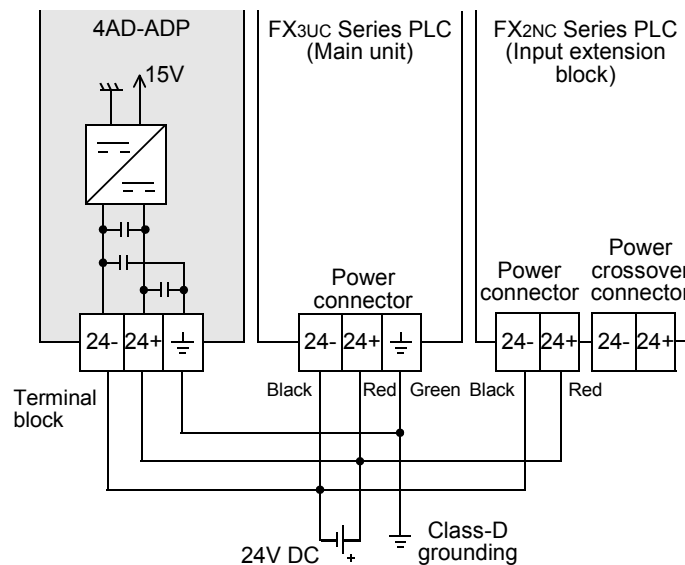 4AD-ADP
15V
24- 24+
Terminal
block
FX3UC Series PLC
(Main unit)
Power
connector
24- 24+
Black Red Green
FX2NC Series PLC
(Input extension
block)
Power
connector
24- 24+
Black Red
Power
crossover
connector
24- 24+
24V DC
+
Class-D
grounding